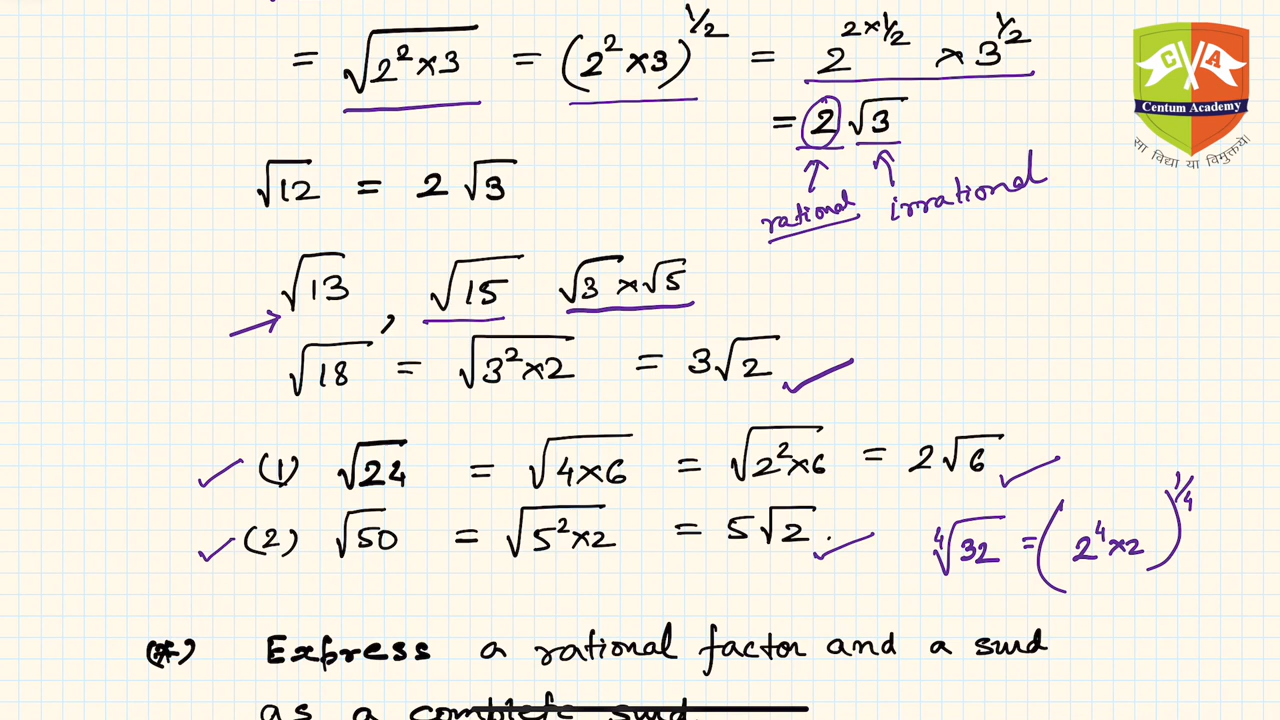 = √(2² × 3) = (2² × 3)^1/2 = 2^(2 × 1/2) × 3^1/2
= 2 √3
rational irrational
√12 = 2 √3
√13 , √15 √3 × √5
√18 = √(3² × 2) = 3 √2
(1) √24 = √(4 × 6) = √(2² × 6) = 2 √6
(2) √50 = √(5² × 2) = 5 √2 .
⁴√32 = (2⁴ × 2)^1/4
(*) Express a rational factor and a surd
as a complete surd.
C A
Centum Academy
सा विद्या या विमुक्तये।